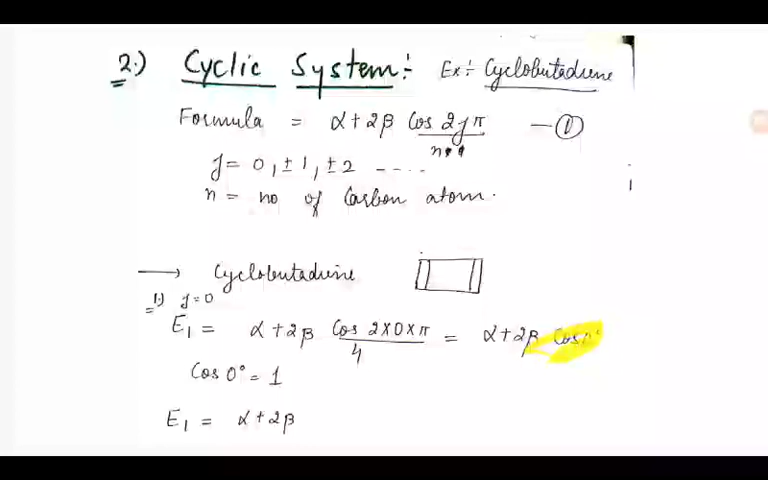 2.) Cyclic System:- Ex:- Cyclobutadiene
Formula = α+2β Cos 2jπ/n —①
j = 0, ±1, ±2 ----
n = no of Carbon atom.
→ Cyclobutadiene
1.) j=0
E₁ = α+2β Cos 2×0×π/4 = α+2β Cos 0°
Cos 0° = 1
E₁ = α+2β